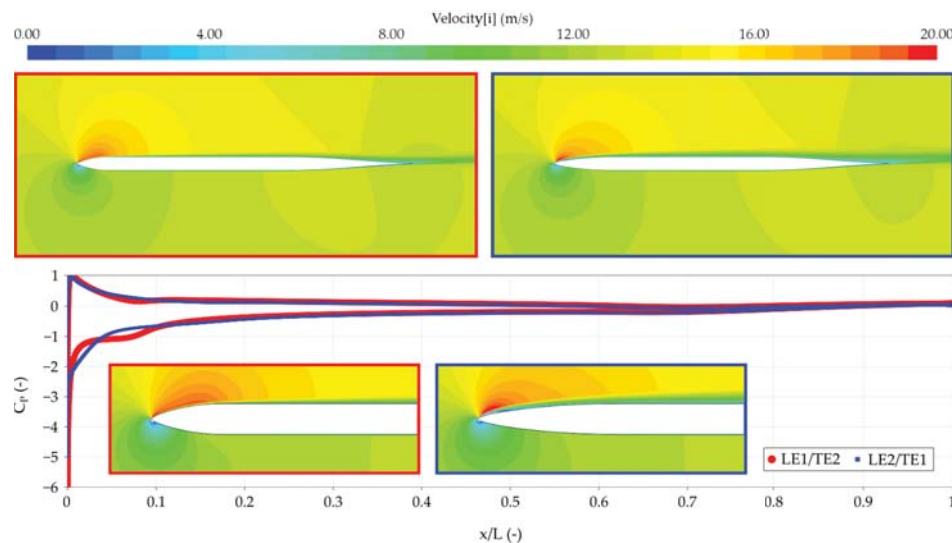 Velocity[i] (m/s)
0.00 4.00 8.00 12.00 16.00 20.00
1
0
-1
-2
-3
-4
-5
-6
C_P (-)
LE1/TE2 LE2/TE1
0 0.1 0.2 0.3 0.4 0.5 0.6 0.7 0.8 0.9 1
x/L (-)